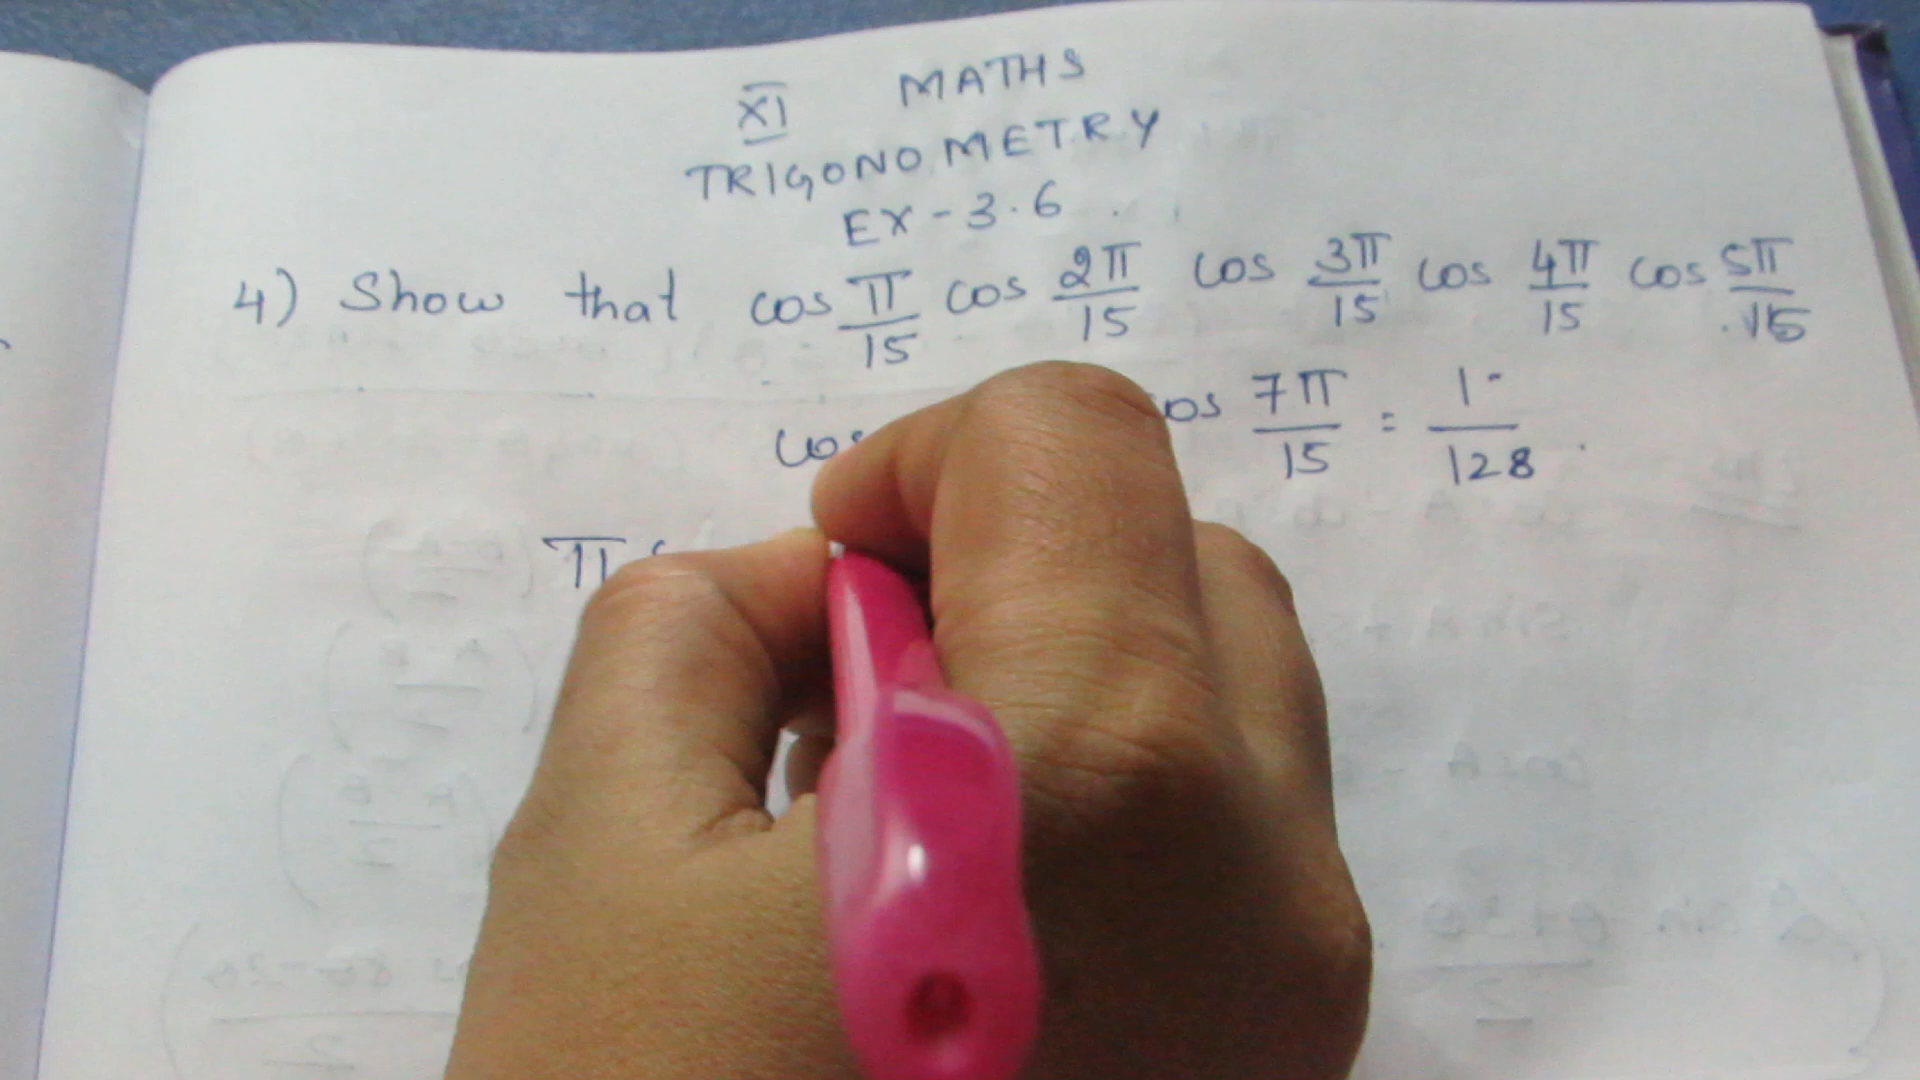 XI MATHS
TRIGONOMETRY
EX - 3.6
4) Show that cos π/15 cos 2π/15 cos 3π/15 cos 4π/15 cos 5π/15
cos 7π/15 = 1/128 .
π